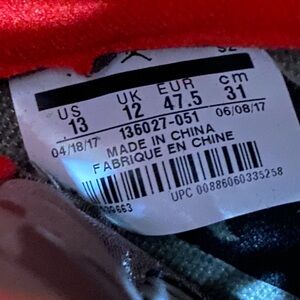 US UK EUR cm
13 12 47.5 31
04/18/17 136027-051 06/08/17
MADE IN CHINA
FABRIQUE EN CHINE
UPC 00886060335258